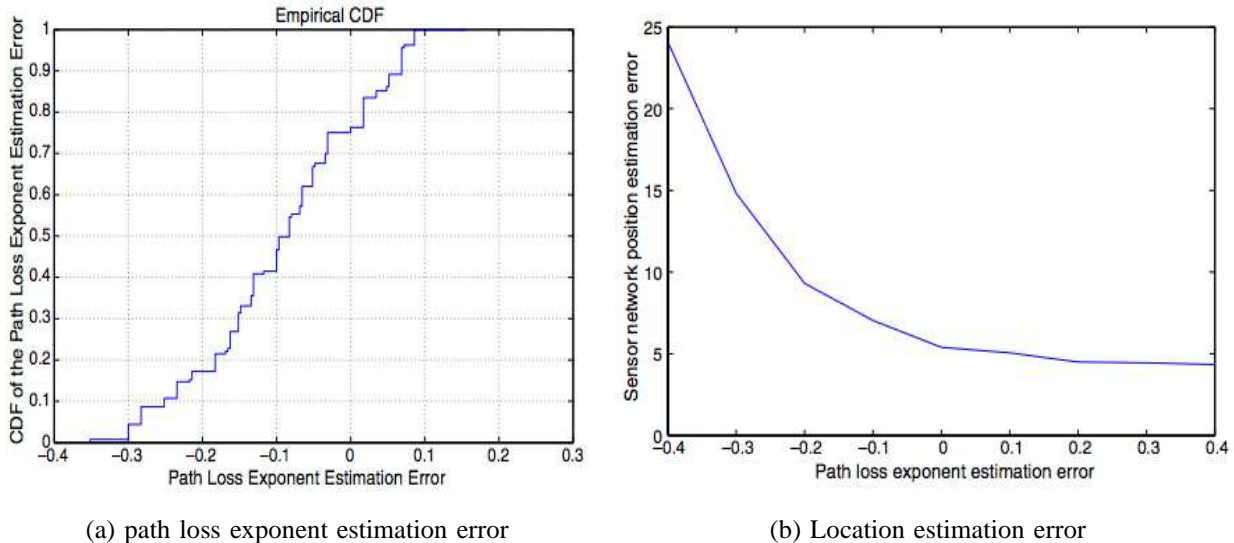 Empirical CDF
CDF of the Path Loss Exponent Estimation Error
1
0.9
0.8
0.7
0.6
0.5
0.4
0.3
0.2
0.1
0
−0.4 −0.3 −0.2 −0.1 0 0.1 0.2 0.3
Path Loss Exponent Estimation Error
(a) path loss exponent estimation error
Sensor network position estimation error
25
20
15
10
5
0
−0.4 −0.3 −0.2 −0.1 0 0.1 0.2 0.3 0.4
Path loss exponent estimation error
(b) Location estimation error